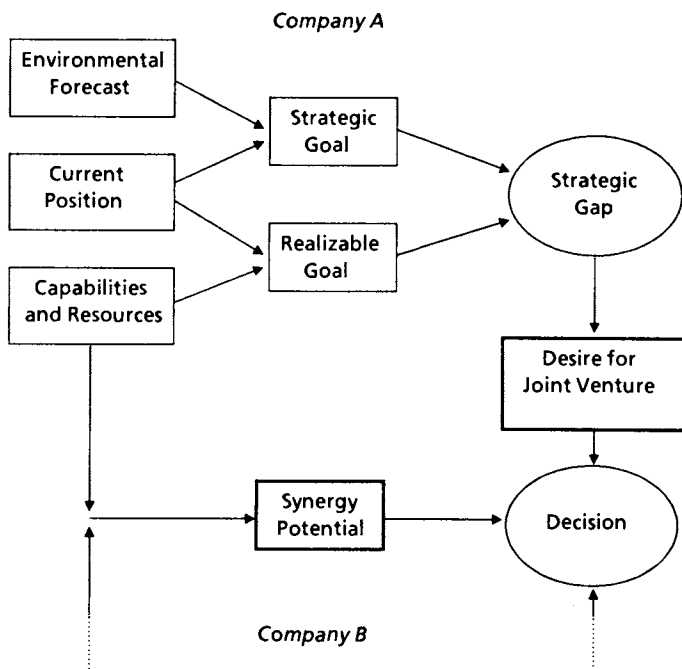 Company A
Environmental
Forecast
Strategic
Goal
Current
Position
Strategic
Gap
Realizable
Goal
Capabilities
and Resources
Desire for
Joint Venture
Synergy
Potential
Decision
Company B